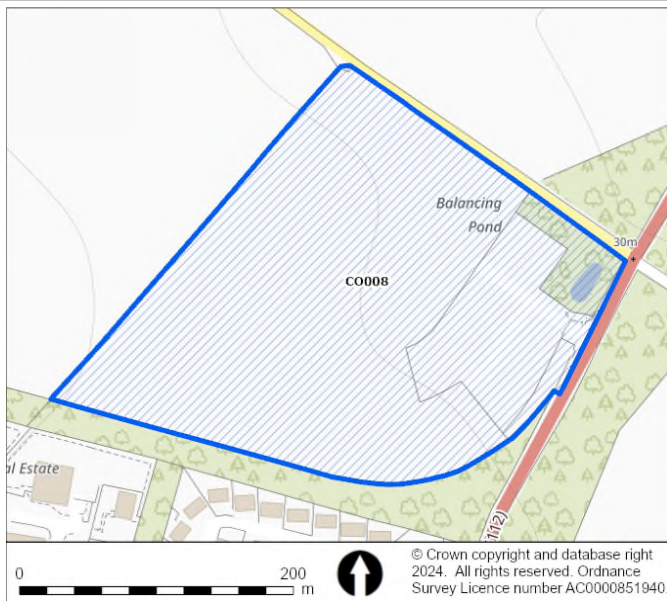 Balancing
Pond
30m
CO008
al Estate
112)
0 200
m
© Crown copyright and database right
2024. All rights reserved. Ordnance
Survey Licence number AC0000851940